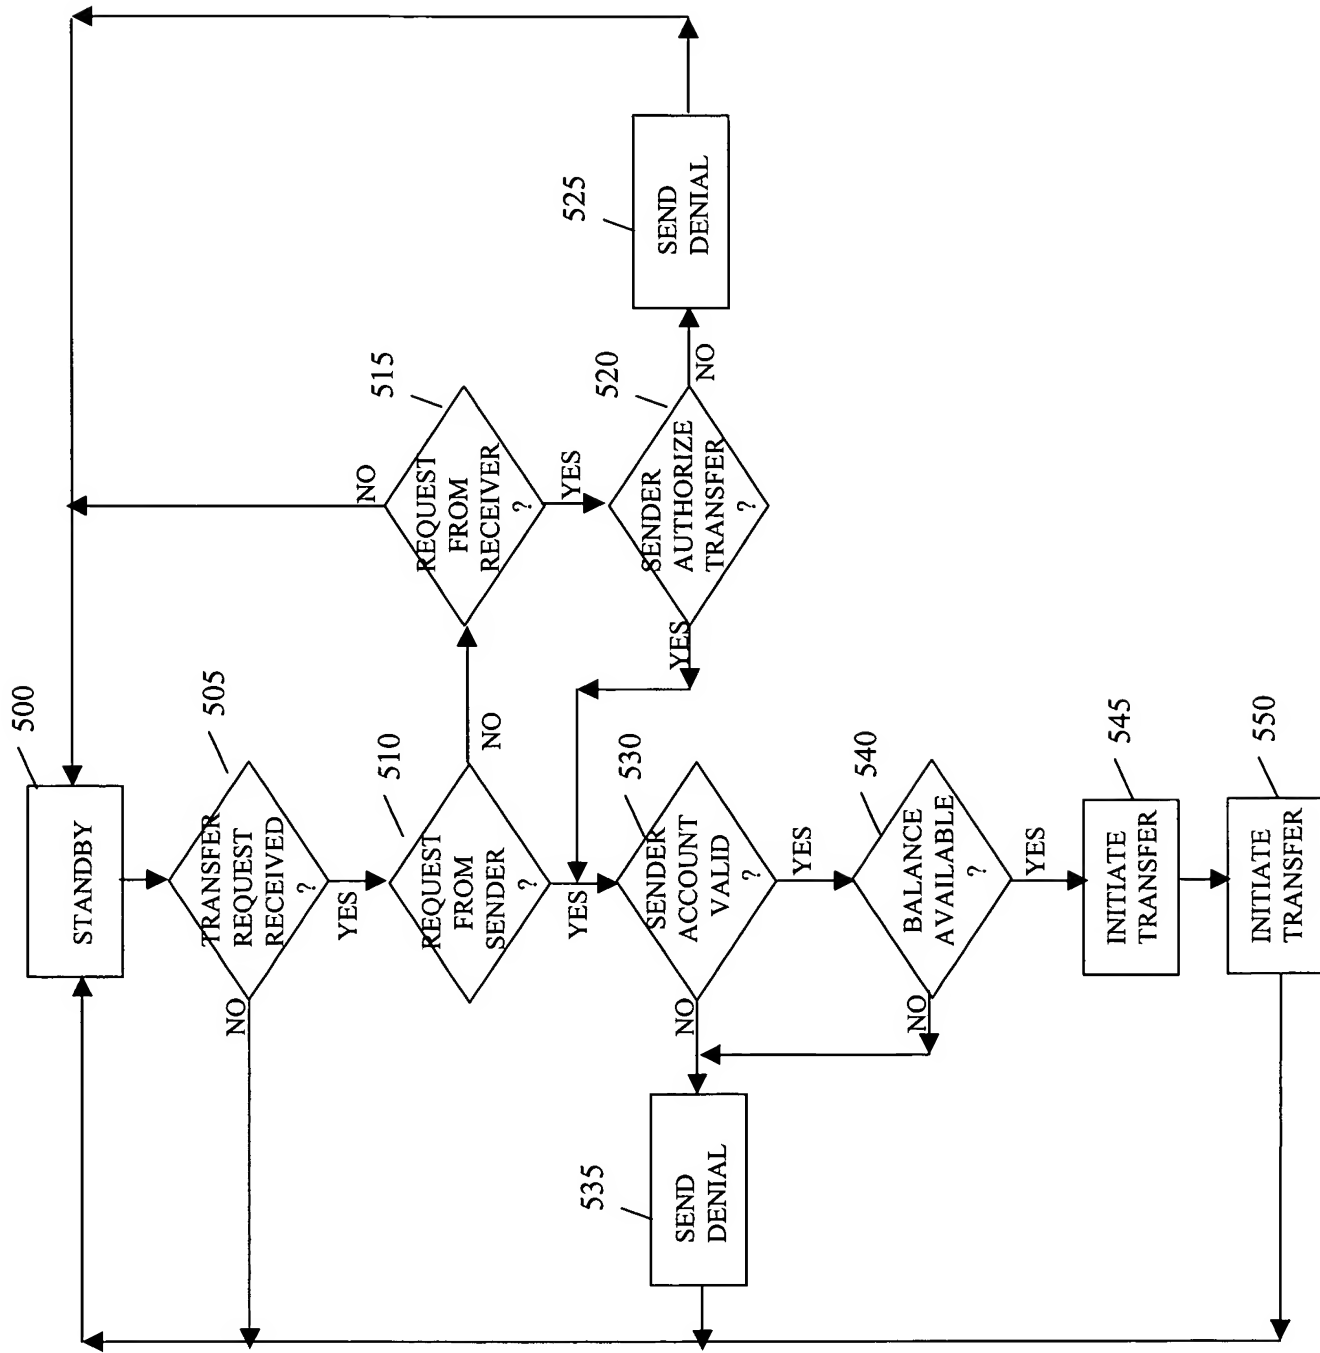 500
STANDBY
505
TRANSFER
REQUEST
RECEIVED
?
NO
YES
510
REQUEST
FROM
SENDER
?
NO
YES
515
REQUEST
FROM
RECEIVER
?
NO
YES
520
SENDER
AUTHORIZE
TRANSFER
?
NO
YES
525
SEND
DENIAL
530
SENDER
ACCOUNT
VALID
?
NO
YES
535
SEND
DENIAL
540
BALANCE
AVAILABLE
?
NO
YES
545
INITIATE
TRANSFER
550
INITIATE
TRANSFER